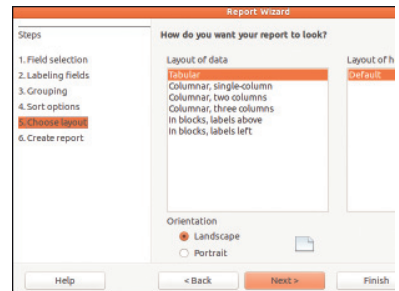 Report Wizard
Steps
1. Field selection
2. Labeling fields
3. Grouping
4. Sort options
5. Choose layout
6. Create report
How do you want your report to look?
Layout of data
Tabular
Columnar, single-column
Columnar, two columns
Columnar, three columns
In blocks, labels above
In blocks, labels left
Layout of h
Default
Orientation
Landscape
Portrait
Help
< Back
Next >
Finish